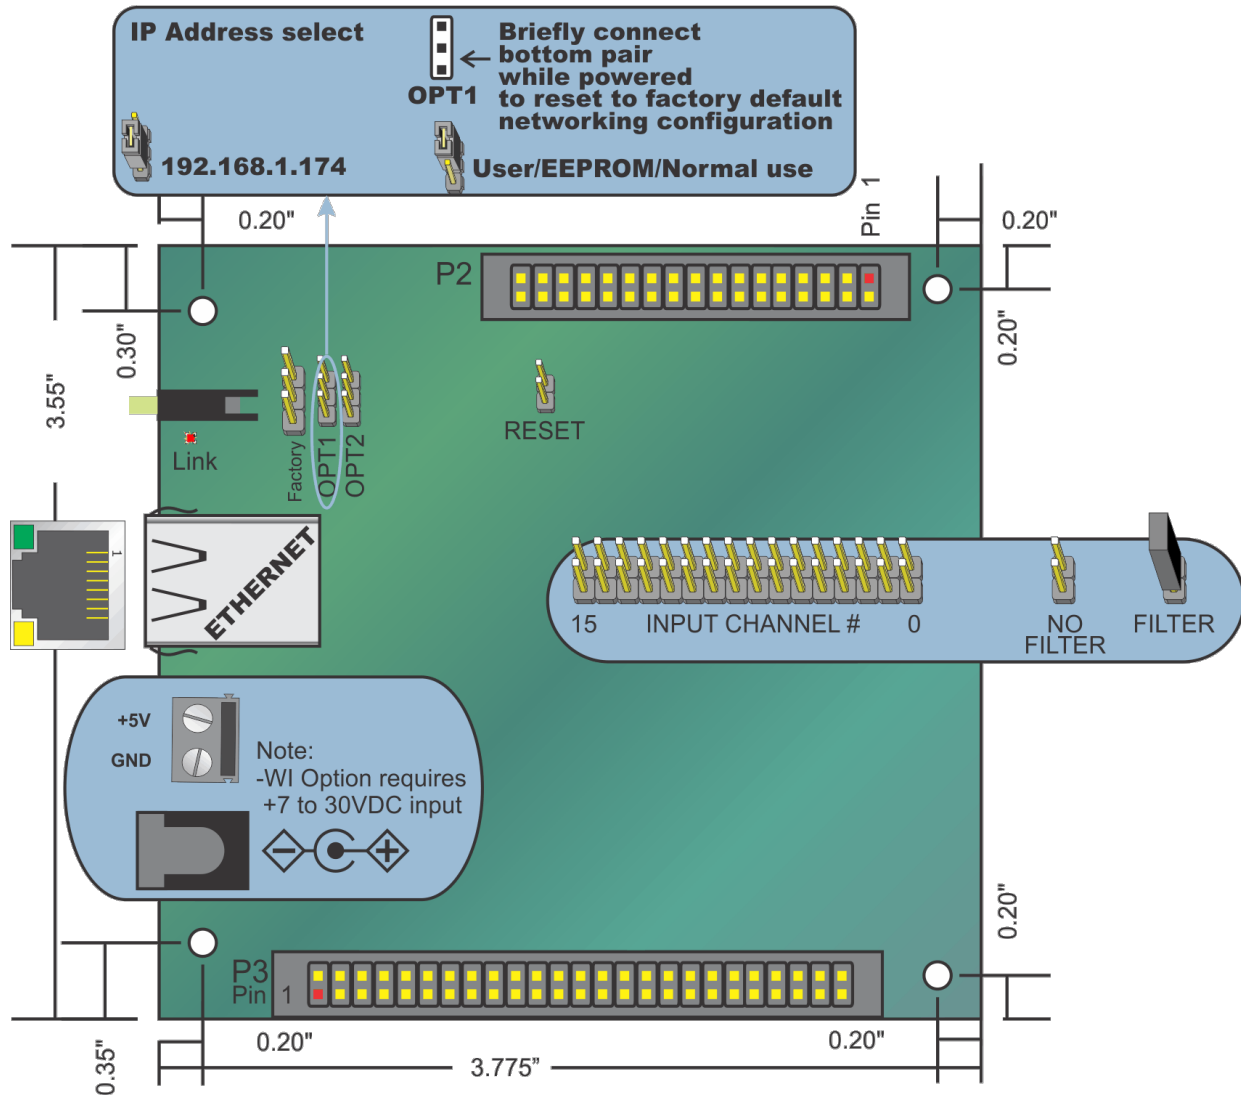 IP Address select
Briefly connect
bottom pair
while powered
to reset to factory default
networking configuration
OPT1
192.168.1.174
User/EEPROM/Normal use
Pin 1
0.20"
0.20"
P2
0.30"
0.20"
3.55"
RESET
Link
Factory
OPT1
OPT2
1
ETHERNET
15
INPUT CHANNEL #
0
NO
FILTER
FILTER
+5V
GND
Note:
-WI Option requires
+7 to 30VDC input
0.20"
P3
Pin 1
0.35"
0.20"
0.20"
3.775”